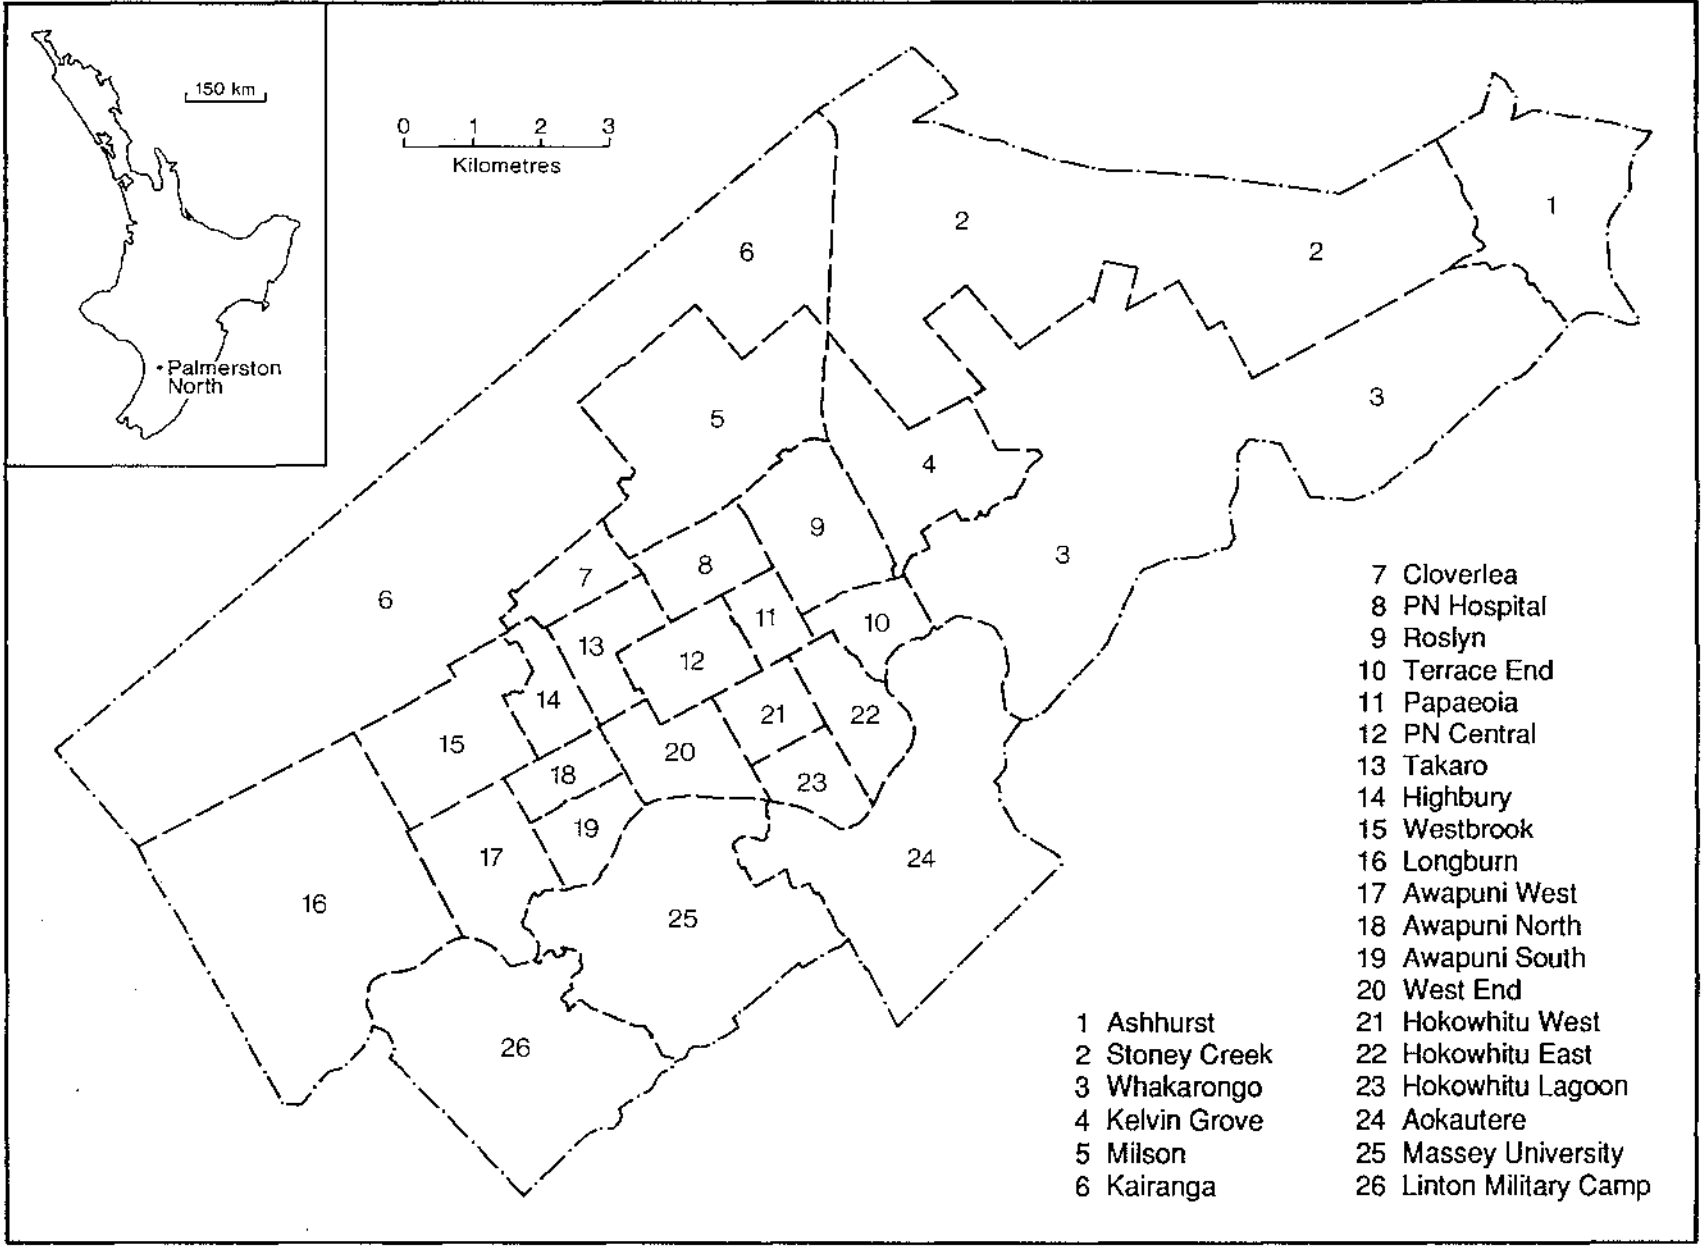 150 km
Palmerston
North
0 1 2 3
Kilometres
1
2
2
6
3
5
4
9
3
8
7
6
11
10
13
12
14
21
22
15
20
18
23
19
17
24
16
25
26
7 Cloverlea
8 PN Hospital
9 Roslyn
10 Terrace End
11 Papaeoia
12 PN Central
13 Takaro
14 Highbury
15 Westbrook
16 Longburn
17 Awapuni West
18 Awapuni North
19 Awapuni South
20 West End
21 Hokowhitu West
22 Hokowhitu East
23 Hokowhitu Lagoon
24 Aokautere
25 Massey University
26 Linton Military Camp
1 Ashhurst
2 Stoney Creek
3 Whakarongo
4 Kelvin Grove
5 Milson
6 Kairanga